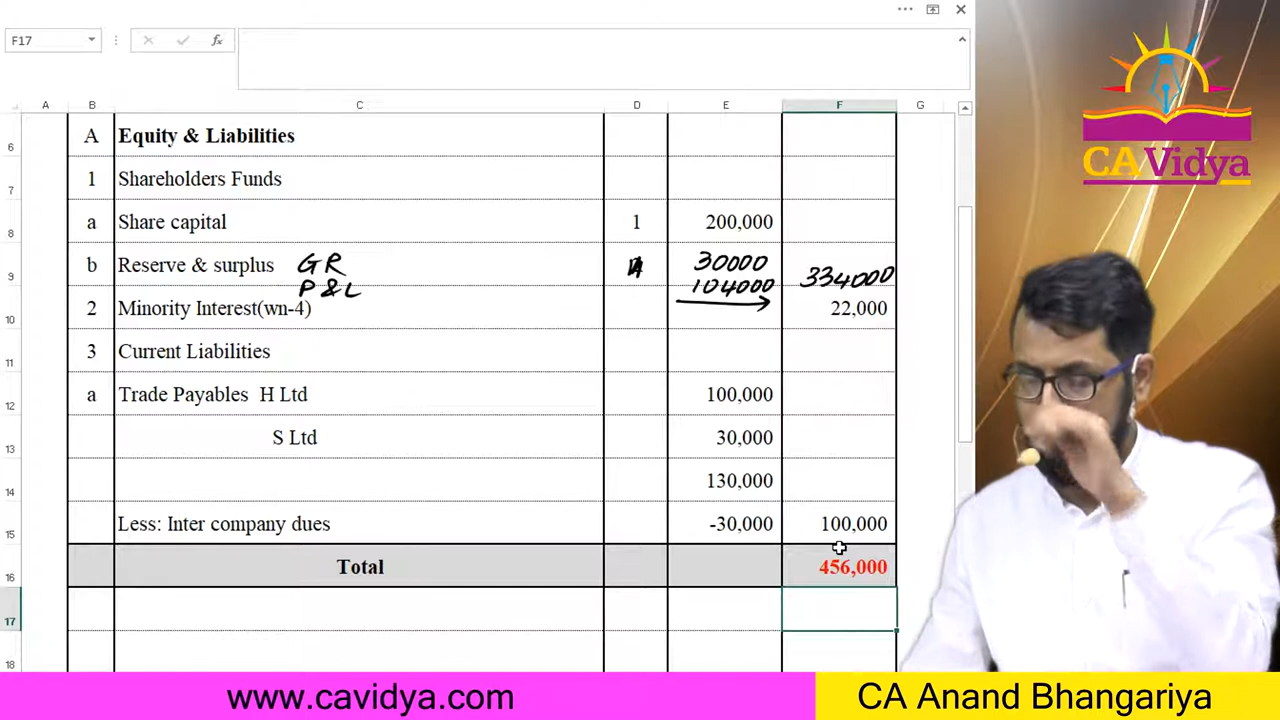 F17
fx
A B C D E F G
6 A Equity & Liabilities
7 1 Shareholders Funds
8 a Share capital 1 200,000
9 b Reserve & surplus GR 30000
P & L 104000 334000
10 2 Minority Interest(wn-4) 22,000
11 3 Current Liabilities
12 a Trade Payables H Ltd 100,000
13 S Ltd 30,000
14 130,000
15 Less: Inter company dues -30,000 100,000
16 Total 456,000
17
18
CA Vidya
www.cavidya.com
CA Anand Bhangariya